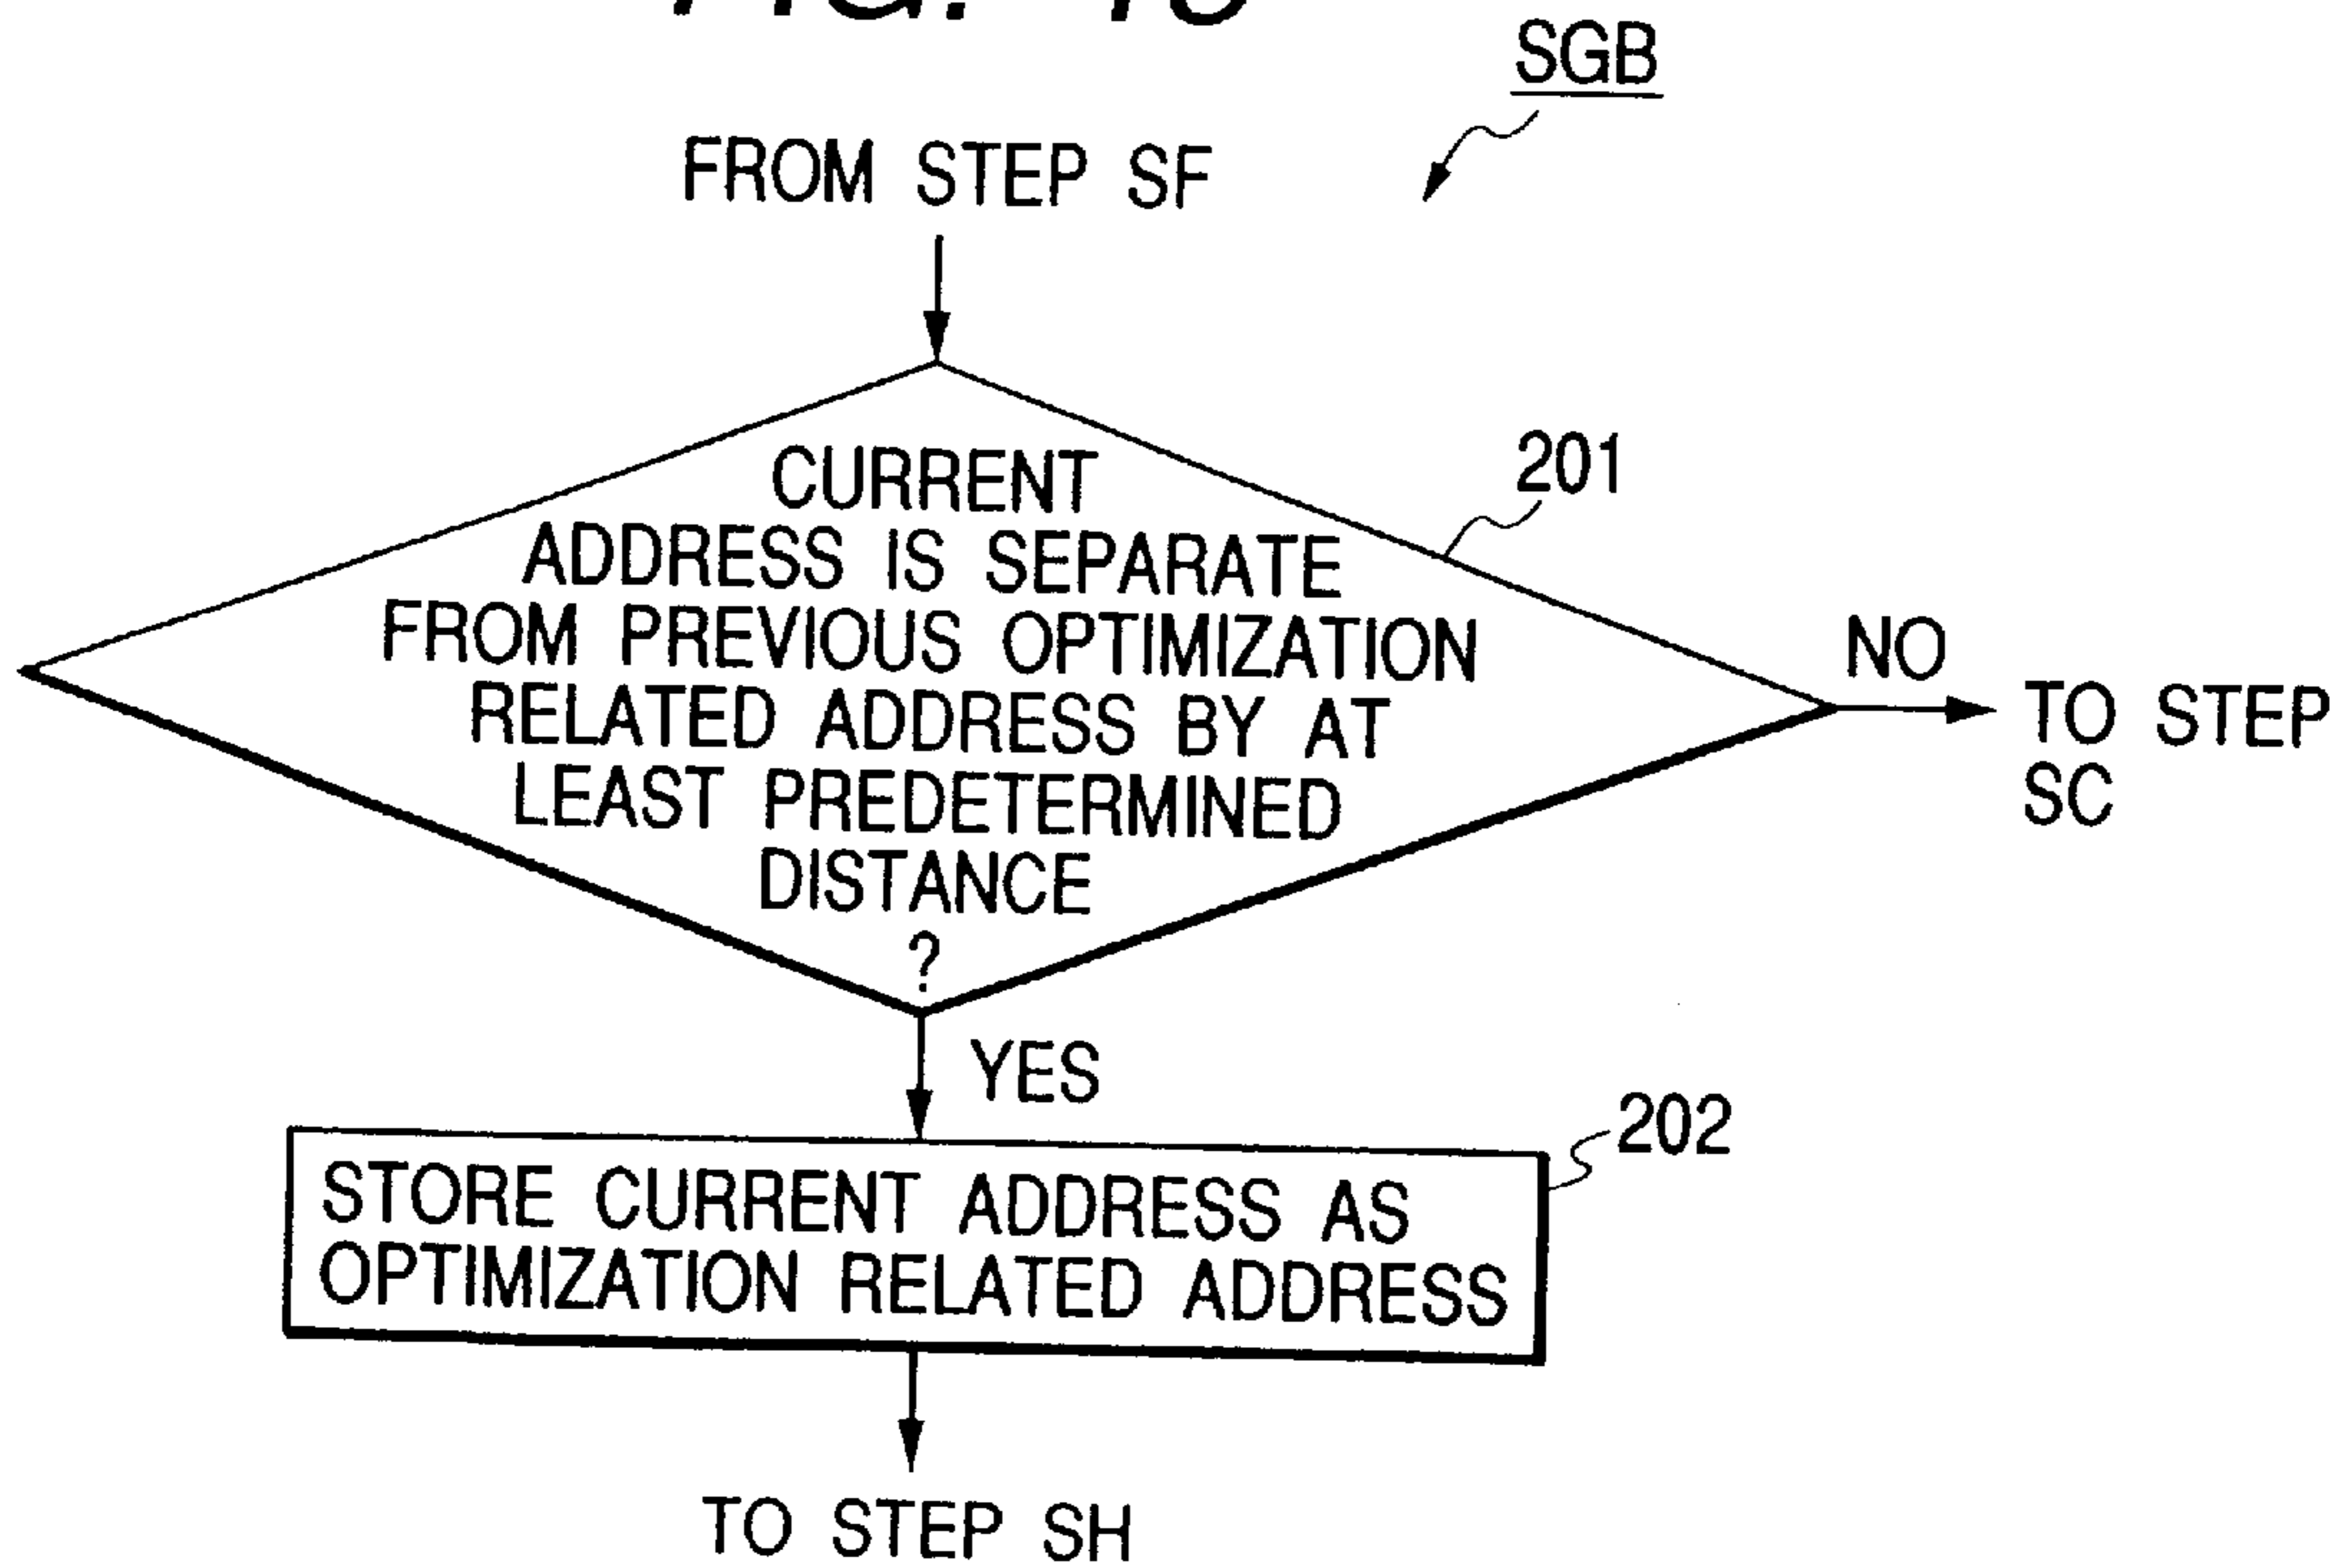 SGB
FROM STEP SF
CURRENT
ADDRESS IS SEPARATE
FROM PREVIOUS OPTIMIZATION
RELATED ADDRESS BY AT
LEAST PREDETERMINED
DISTANCE
?
201
NO
TO STEP
SC
YES
202
STORE CURRENT ADDRESS AS
OPTIMIZATION RELATED ADDRESS
TO STEP SH